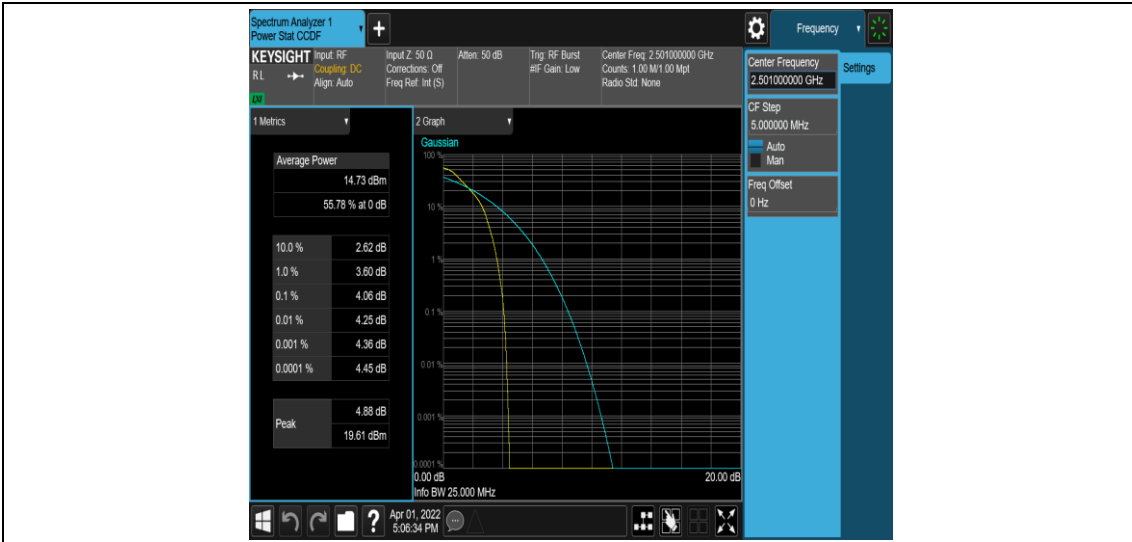 Spectrum Analyzer 1
Power Stat CCDF
+
Frequency
KEYSIGHT
R L
LNI
Input: RF
Coupling: DC
Align: Auto
Input Z: 50 Ω
Corrections: Off
Freq Ref: Int (S)
Atten: 50 dB
Trig: RF Burst
#IF Gain: Low
Center Freq: 2.501000000 GHz
Counts: 1.00 M/1.00 Mpt
Radio Std: None
Center Frequency
2.501000000 GHz
Settings
CF Step
5.000000 MHz
Auto
Man
Freq Offset
0 Hz
1 Metrics
Average Power
14.73 dBm
55.78 % at 0 dB
10.0 % 2.62 dB
1.0 % 3.60 dB
0.1 % 4.06 dB
0.01 % 4.25 dB
0.001 % 4.36 dB
0.0001 % 4.45 dB
Peak
4.88 dB
19.61 dBm
2 Graph
Gaussian
100 %
10 %
1 %
0.1 %
0.01 %
0.001 %
0.0001 %
0.00 dB 20.00 dB
Info BW 25.000 MHz
?
Apr 01, 2022
5:06:34 PM